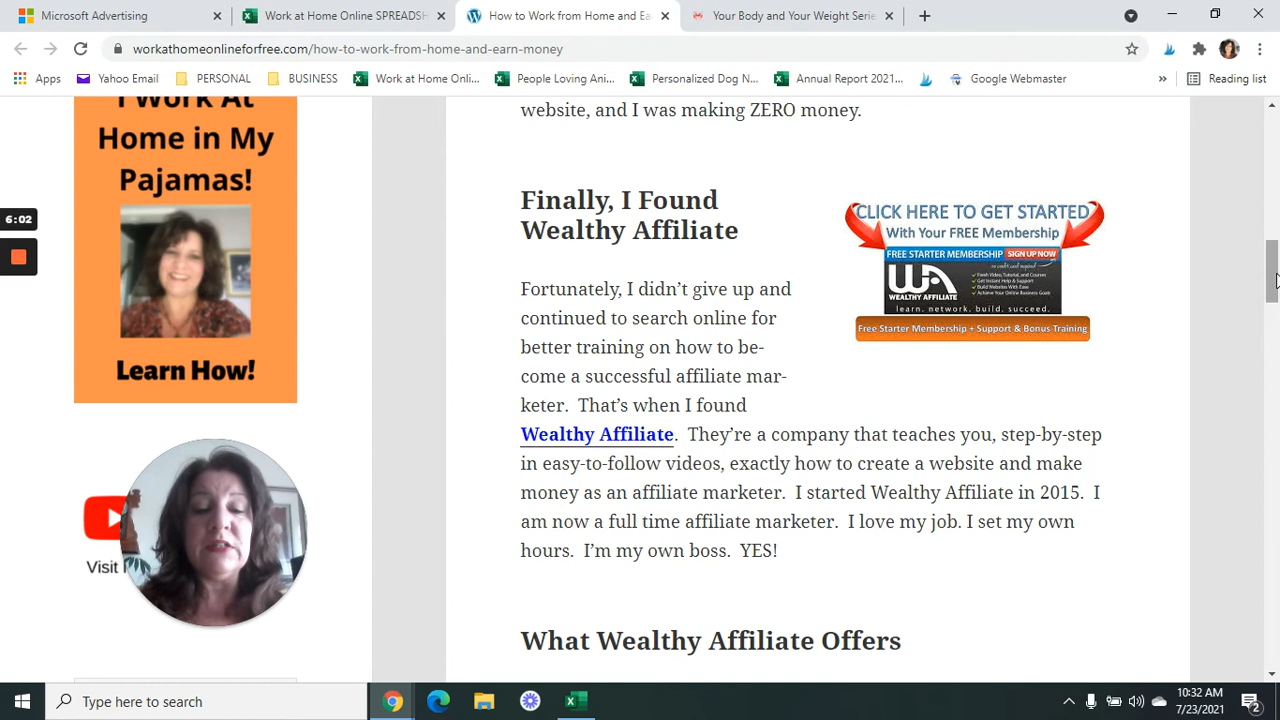 Microsoft Advertising
Work at Home Online SPREADSH
How to Work from Home and Ea
Your Body and Your Weight Serie
workathomeonlineforfree.com/how-to-work-from-home-and-earn-money
Apps
Yahoo Email
PERSONAL
BUSINESS
Work at Home Onli...
People Loving Ani...
Personalized Dog N...
Annual Report 2021...
Google Webmaster
»
Reading list
I Work At
Home in My
Pajamas!
Learn How!
6:02
Visit
website, and I was making ZERO money.
Finally, I Found
Wealthy Affiliate
CLICK HERE TO GET STARTED
With Your FREE Membership
FREE STARTER MEMBERSHIP SIGN UP NOW
WA
WEALTHY AFFILIATE
learn. network. build. succeed.
Free Starter Membership + Support & Bonus Training
Fortunately, I didn't give up and
continued to search online for
better training on how to be-
come a successful affiliate mar-
keter. That's when I found
Wealthy Affiliate. They're a company that teaches you, step-by-step
in easy-to-follow videos, exactly how to create a website and make
money as an affiliate marketer. I started Wealthy Affiliate in 2015. I
am now a full time affiliate marketer. I love my job. I set my own
hours. I'm my own boss. YES!
What Wealthy Affiliate Offers
Type here to search
10:32 AM
7/23/2021
2